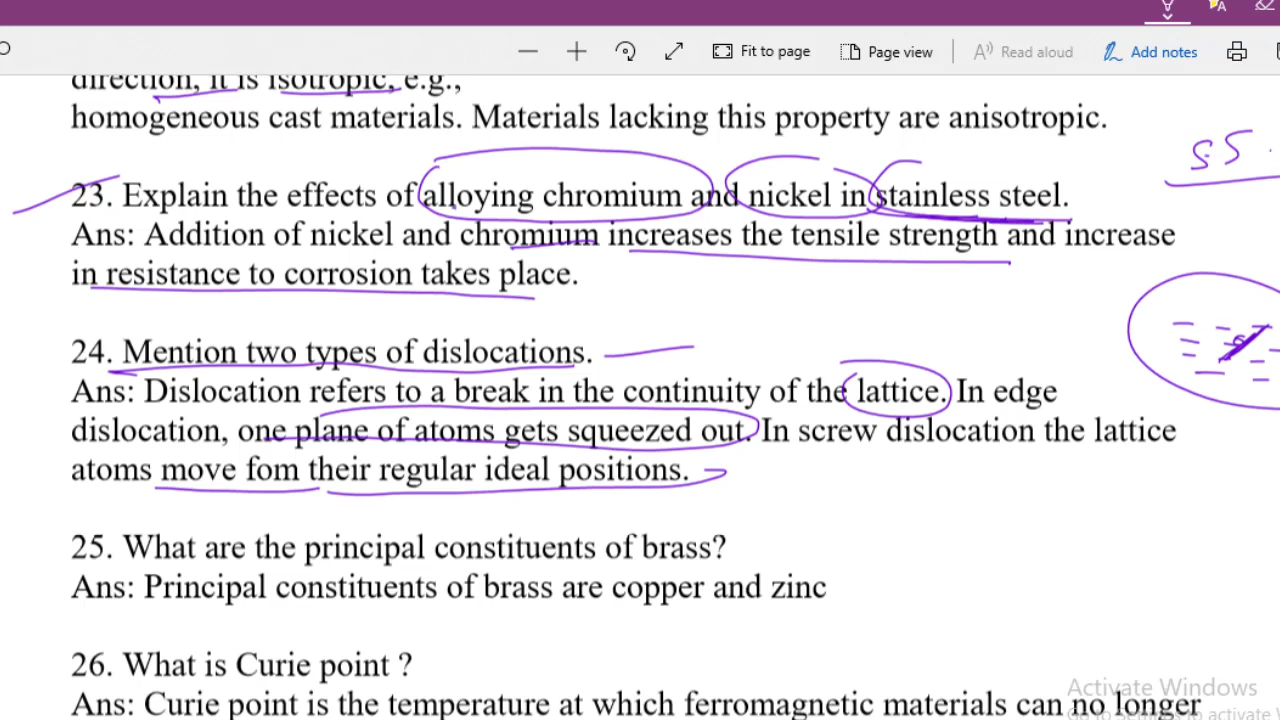 Fit to page
Page view
Read aloud
Add notes
direction, it is isotropic, e.g.,
homogeneous cast materials. Materials lacking this property are anisotropic.
S.S.
23. Explain the effects of alloying chromium and nickel in stainless steel.
Ans: Addition of nickel and chromium increases the tensile strength and increase
in resistance to corrosion takes place.
24. Mention two types of dislocations.
Ans: Dislocation refers to a break in the continuity of the lattice. In edge
dislocation, one plane of atoms gets squeezed out. In screw dislocation the lattice
atoms move fom their regular ideal positions.
25. What are the principal constituents of brass?
Ans: Principal constituents of brass are copper and zinc
26. What is Curie point ?
Ans: Curie point is the temperature at which ferromagnetic materials can no longer
Activate Windows
Go to Settings to activate